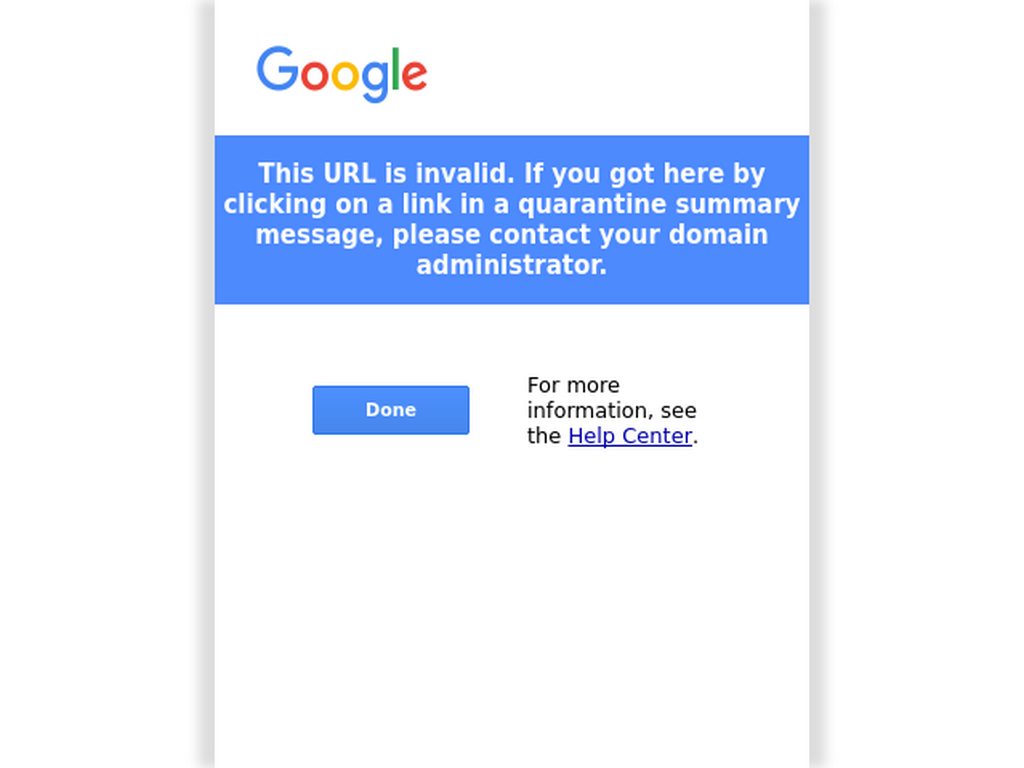 Google
This URL is invalid. If you got here by
clicking on a link in a quarantine summary
message, please contact your domain
administrator.
Done
For more
information, see
the Help Center.